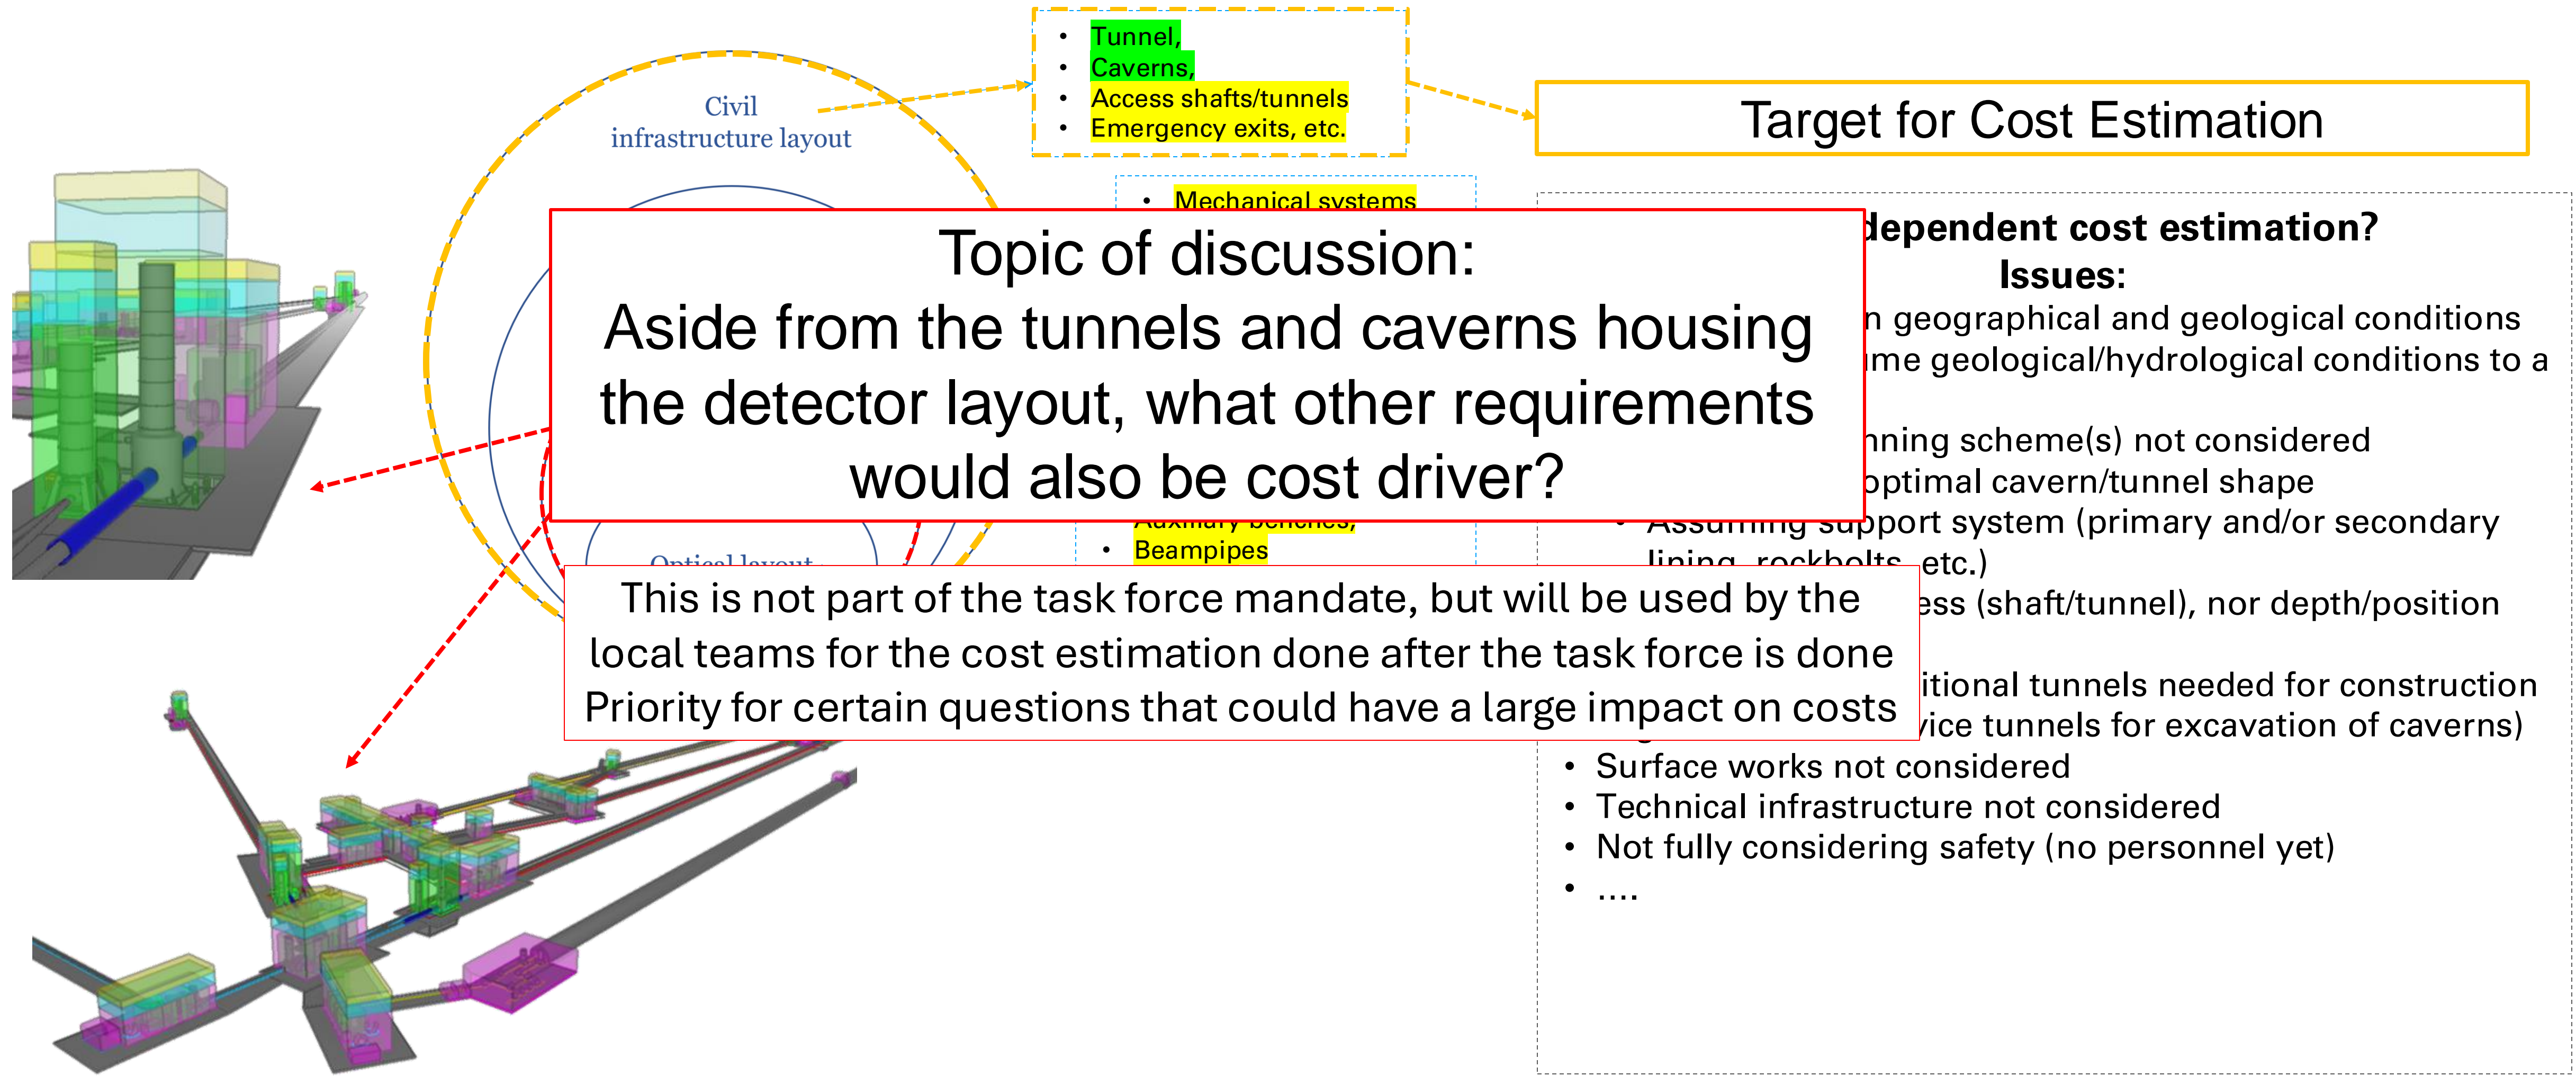 • Tunnel,
• Caverns,
• Access shafts/tunnels
• Emergency exits, etc.
Civil
infrastructure layout
Target for Cost Estimation
• Mechanical systems
dependent cost estimation?
Issues:
Topic of discussion:
Aside from the tunnels and caverns housing
the detector layout, what other requirements
would also be cost driver?
geographical and geological conditions
geological/hydrological conditions to a
scheme(s) not considered
optimal cavern/tunnel shape
• Assuming support system (primary and/or secondary
lining, rockbolts, etc.)
(shaft/tunnel), nor depth/position
tunnels needed for construction
tunnels for excavation of caverns)
• Surface works not considered
• Technical infrastructure not considered
• Not fully considering safety (no personnel yet)
• ....
Auxiliary benches,
• Beampipes
Optical layout
This is not part of the task force mandate, but will be used by the
local teams for the cost estimation done after the task force is done
Priority for certain questions that could have a large impact on costs